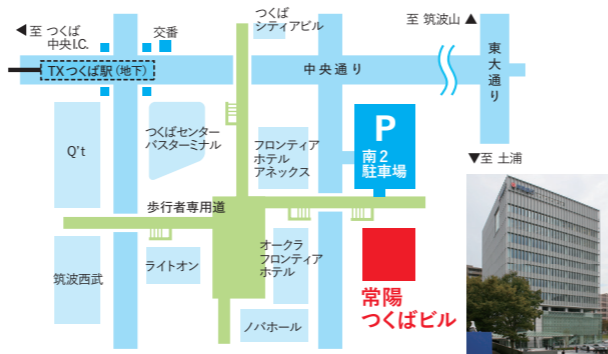 つくば
シティアビル
至 筑波山 ▲
◀至 つくば
中央I.C.
交番
東大通り
TXつくば駅(地下)
中央通り
Q't
つくばセンター
バスターミナル
フロンティア
ホテル
アネックス
P
南2
駐車場
▼至 土浦
歩行者専用道
筑波西武
ライトオン
オークラ
フロンティア
ホテル
常陽
つくばビル
ノバホール